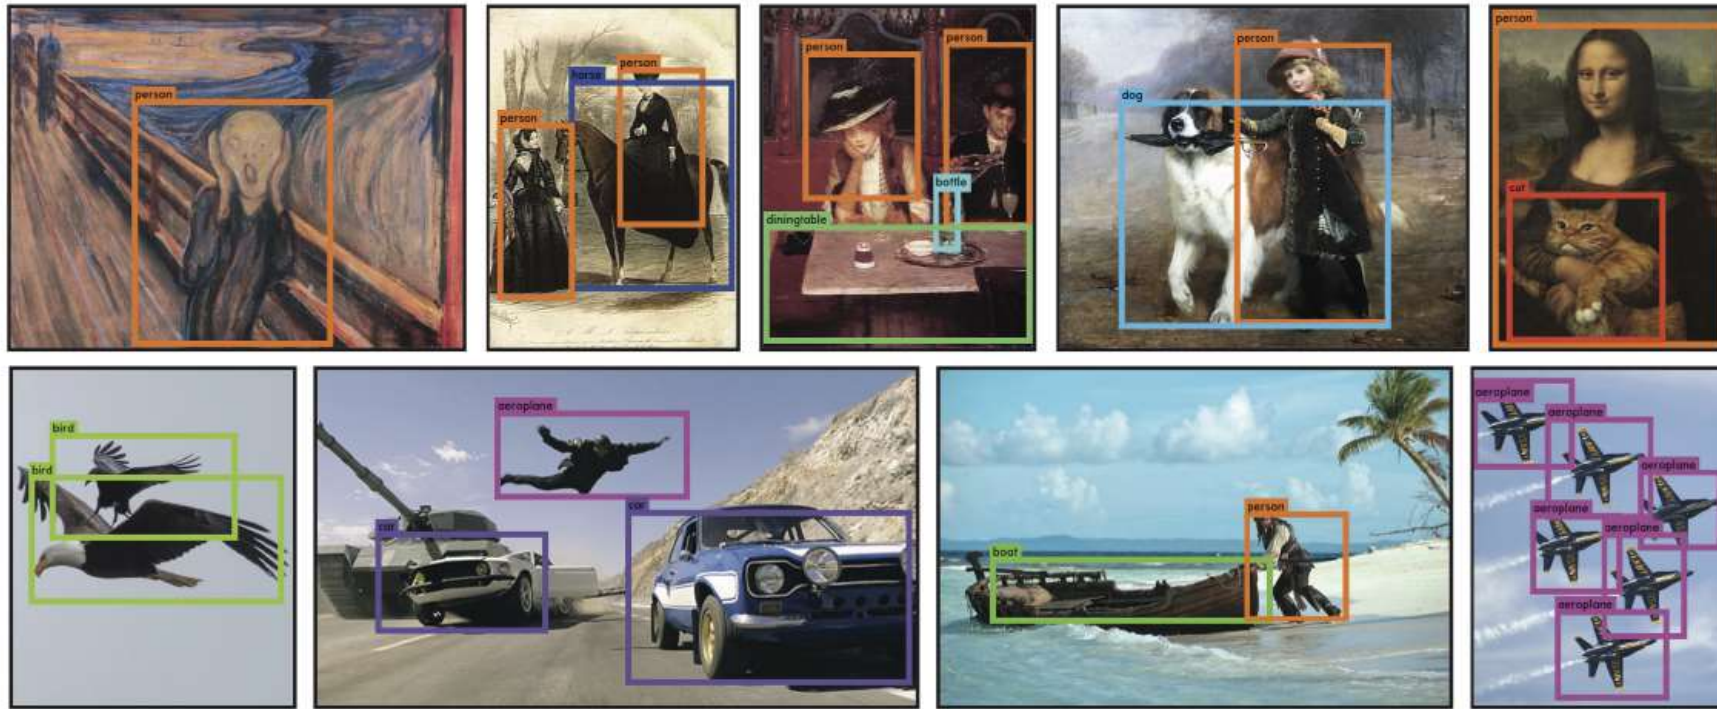 person
person
horse
person
person
person
bottle
diningtable
person
dog
person
cat
bird
bird
aeroplane
car
car
person
boat
aeroplane
aeroplane
aeroplane
aeroplane
aeroplane
aeroplane